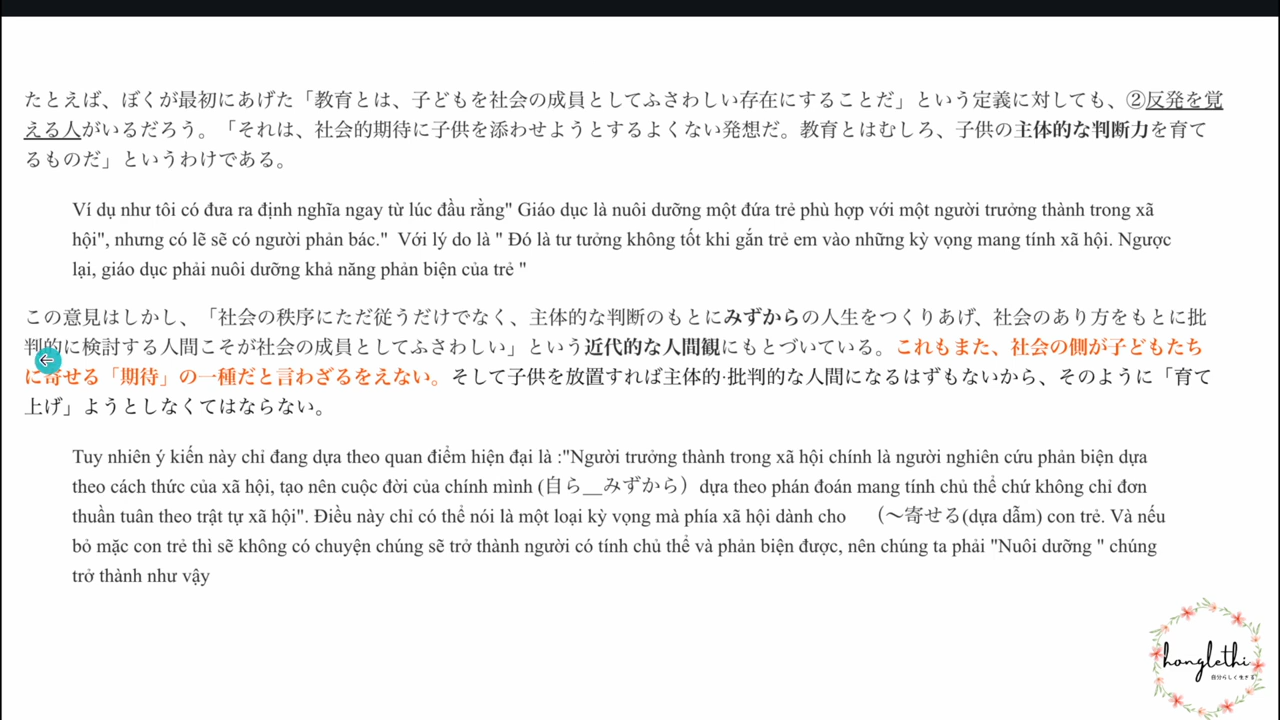 たとえば、ぼくが最初にあげた「教育とは、子どもを社会の成員としてふさわしい存在にすることだ」という定義に対しても、②反発を覚
える人がいるだろう。「それは、社会的期待に子供を添わせようとするよくない発想だ。教育とはむしろ、子供の主体的な判断力を育て
るものだ」というわけである。
Ví dụ như tôi có đưa ra định nghĩa ngay từ lúc đầu rằng" Giáo dục là nuôi dưỡng một đứa trẻ phù hợp với một người trưởng thành trong xã
hội", nhưng có lẽ sẽ có người phản bác." Với lý do là " Đó là tư tưởng không tốt khi gắn trẻ em vào những kỳ vọng mang tính xã hội. Ngược
lại, giáo dục phải nuôi dưỡng khả năng phản biện của trẻ "
この意見はしかし、「社会の秩序にただ従うだけでなく、主体的な判断のもとにみずからの人生をつくりあげ、社会のあり方をもとに批
判的に検討する人間こそが社会の成員としてふさわしい」という近代的な人間観にもとづいている。これもまた、社会の側が子どもたち
に寄せる「期待」の一種だと言わざるをえない。そして子供を放置すれば主体的·批判的な人間になるはずもないから、そのように「育て
上げ」ようとしなくてはならない。
Tuy nhiên ý kiến này chỉ đang dựa theo quan điểm hiện đại là :"Người trưởng thành trong xã hội chính là người nghiên cứu phản biện dựa
theo cách thức của xã hội, tạo nên cuộc đời của chính mình (自ら__みずから）dựa theo phán đoán mang tính chủ thể chứ không chỉ đơn
thuần tuân theo trật tự xã hội". Điều này chỉ có thể nói là một loại kỳ vọng mà phía xã hội dành cho （～寄せる(dựa dẫm) con trẻ. Và nếu
bỏ mặc con trẻ thì sẽ không có chuyện chúng sẽ trở thành người có tính chủ thể và phản biện được, nên chúng ta phải "Nuôi dưỡng " chúng
trở thành như vậy
honglethi
自分らしく生きる